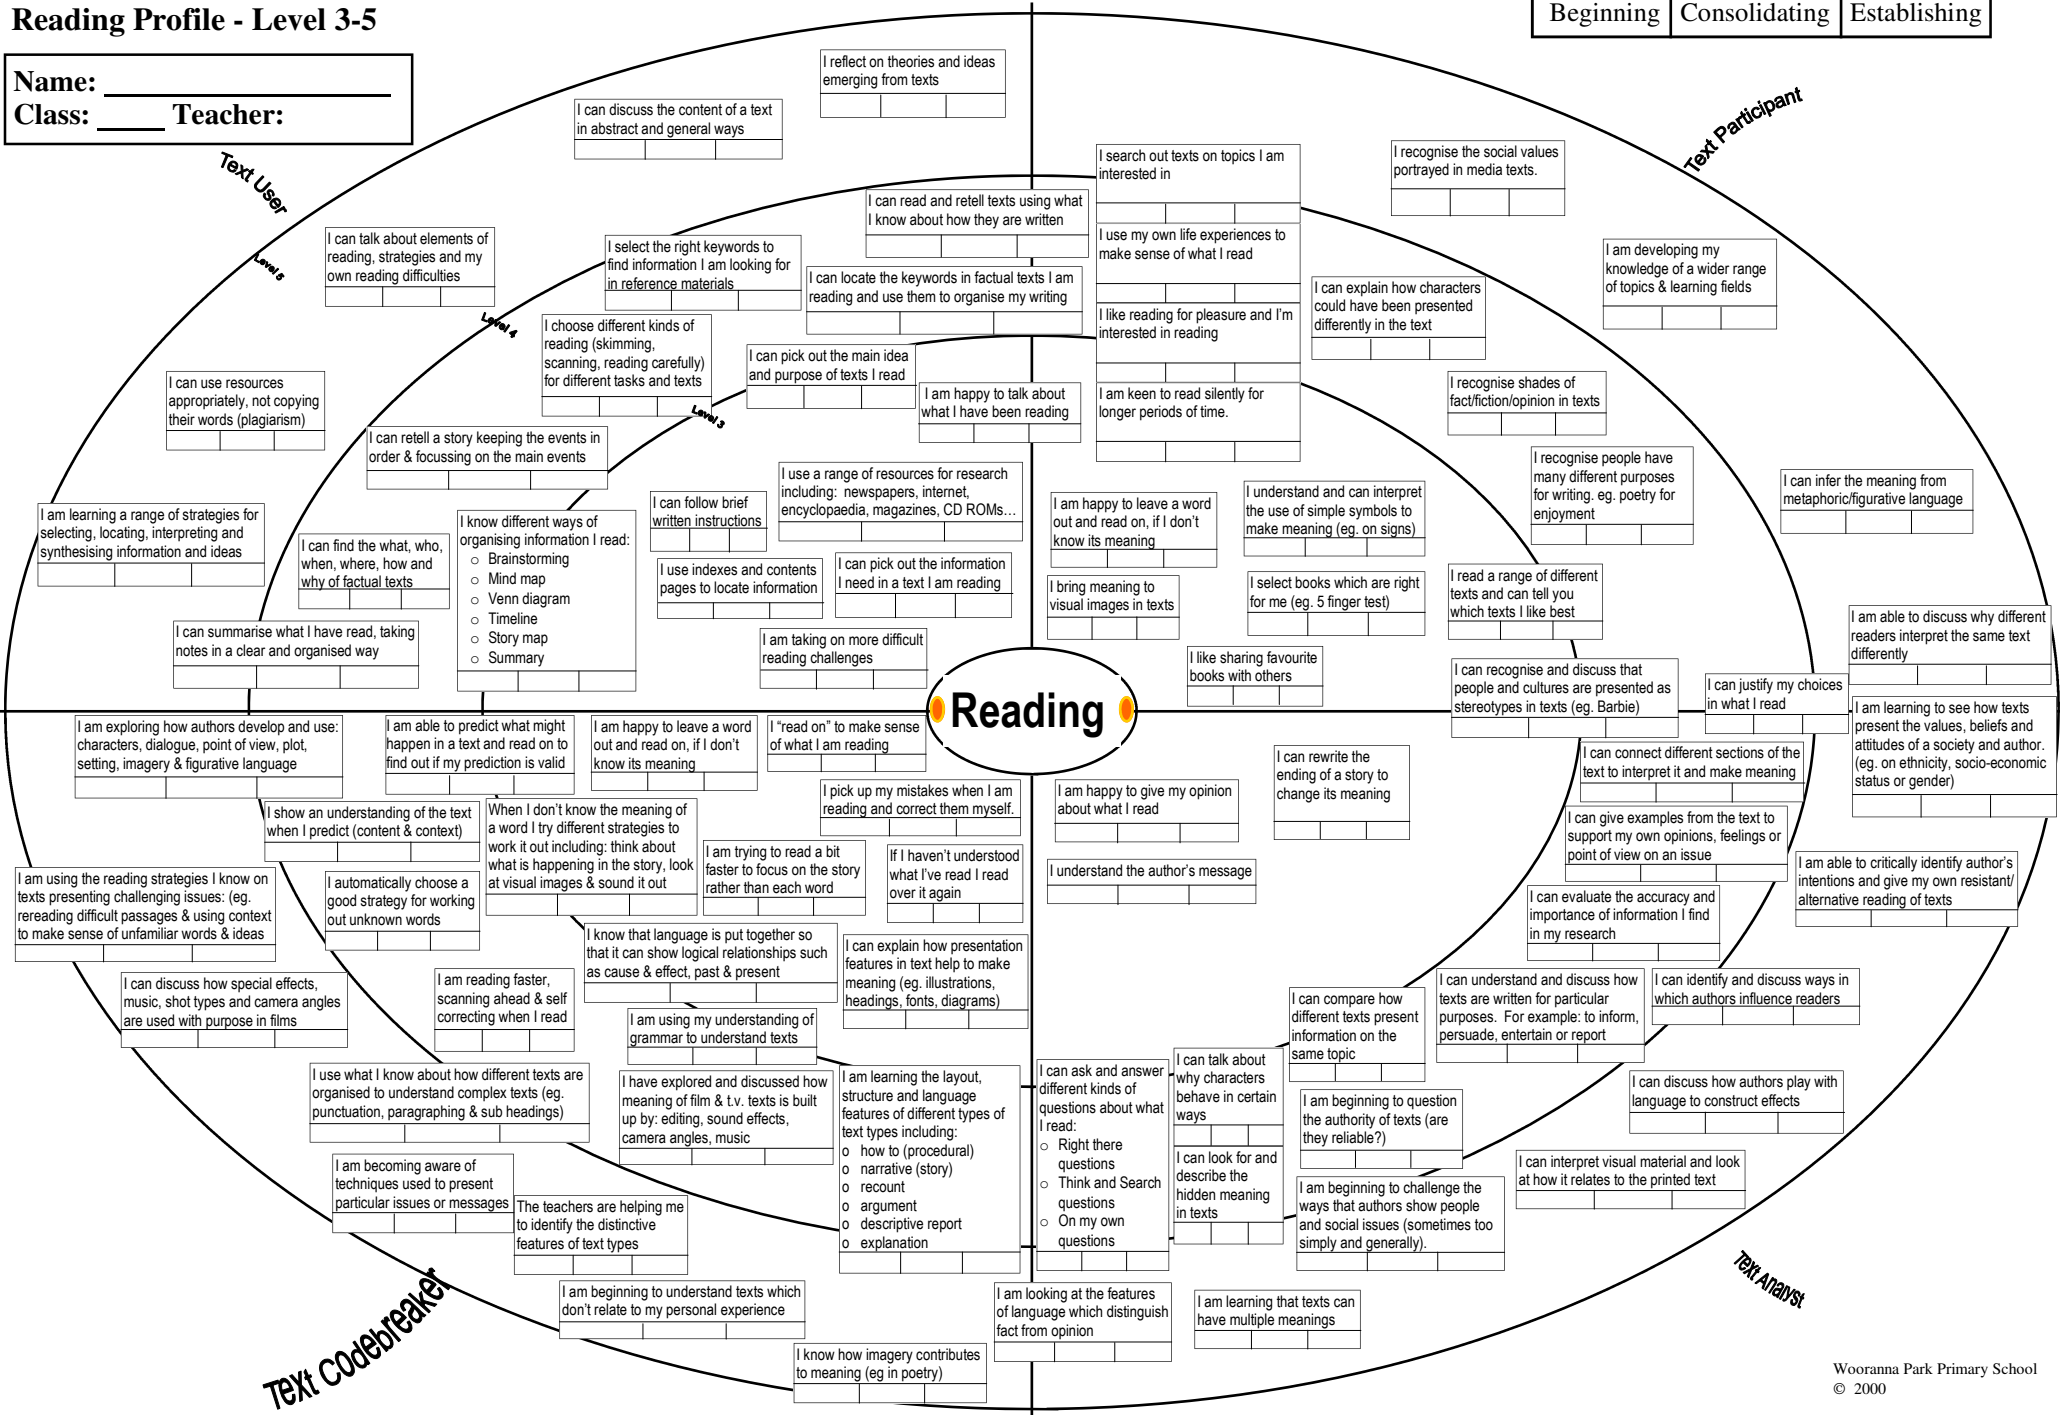 Reading Profile - Level 3-5
Beginning Consolidating Establishing
Name: ____________________
Class: _____ Teacher:
Text User
Text Participant
Level 5
Level 4
Level 3
I reflect on theories and ideas
emerging from texts
I can discuss the content of a text
in abstract and general ways
I can read and retell texts using what
I know about how they are written
I can talk about elements of
reading, strategies and my
own reading difficulties
I select the right keywords to
find information I am looking for
in reference materials
I can locate the keywords in factual texts I am
reading and use them to organise my writing
I choose different kinds of
reading (skimming,
scanning, reading carefully)
for different tasks and texts
I can pick out the main idea
and purpose of texts I read
I am happy to talk about
what I have been reading
I can use resources
appropriately, not copying
their words (plagiarism)
I can retell a story keeping the events in
order & focussing on the main events
I use a range of resources for research
including: newspapers, internet,
encyclopaedia, magazines, CD ROMs…
I can follow brief
written instructions
I am learning a range of strategies for
selecting, locating, interpreting and
synthesising information and ideas
I can find the what, who,
when, where, how and
why of factual texts
I know different ways of
organising information I read:
o Brainstorming
o Mind map
o Venn diagram
o Timeline
o Story map
o Summary
I use indexes and contents
pages to locate information
I can pick out the information
I need in a text I am reading
I can summarise what I have read, taking
notes in a clear and organised way
I am taking on more difficult
reading challenges
I search out texts on topics I am
interested in
I use my own life experiences to
make sense of what I read
I like reading for pleasure and I'm
interested in reading
I am keen to read silently for
longer periods of time.
I recognise the social values
portrayed in media texts.
I am developing my
knowledge of a wider range
of topics & learning fields
I can explain how characters
could have been presented
differently in the text
I recognise shades of
fact/fiction/opinion in texts
I recognise people have
many different purposes
for writing. eg. poetry for
enjoyment
I can infer the meaning from
metaphoric/figurative language
I am happy to leave a word
out and read on, if I don't
know its meaning
I understand and can interpret
the use of simple symbols to
make meaning (eg. on signs)
I bring meaning to
visual images in texts
I select books which are right
for me (eg. 5 finger test)
I read a range of different
texts and can tell you
which texts I like best
I am able to discuss why different
readers interpret the same text
differently
I like sharing favourite
books with others
I can recognise and discuss that
people and cultures are presented as
stereotypes in texts (eg. Barbie)
I can justify my choices
in what I read
Reading
I am exploring how authors develop and use:
characters, dialogue, point of view, plot,
setting, imagery & figurative language
I am able to predict what might
happen in a text and read on to
find out if my prediction is valid
I am happy to leave a word
out and read on, if I don't
know its meaning
I "read on" to make sense
of what I am reading
I pick up my mistakes when I am
reading and correct them myself.
I show an understanding of the text
when I predict (content & context)
When I don't know the meaning of
a word I try different strategies to
work it out including: think about
what is happening in the story, look
at visual images & sound it out
I am trying to read a bit
faster to focus on the story
rather than each word
If I haven't understood
what I've read I read
over it again
I am using the reading strategies I know on
texts presenting challenging issues: (eg.
rereading difficult passages & using context
to make sense of unfamiliar words & ideas
I automatically choose a
good strategy for working
out unknown words
I know that language is put together so
that it can show logical relationships such
as cause & effect, past & present
I can explain how presentation
features in text help to make
meaning (eg. illustrations,
headings, fonts, diagrams)
I can discuss how special effects,
music, shot types and camera angles
are used with purpose in films
I am reading faster,
scanning ahead & self
correcting when I read
I am using my understanding of
grammar to understand texts
I use what I know about how different texts are
organised to understand complex texts (eg.
punctuation, paragraphing & sub headings)
I have explored and discussed how
meaning of film & t.v. texts is built
up by: editing, sound effects,
camera angles, music
I am learning the layout,
structure and language
features of different types of
text types including:
o how to (procedural)
o narrative (story)
o recount
o argument
o descriptive report
o explanation
I am becoming aware of
techniques used to present
particular issues or messages
The teachers are helping me
to identify the distinctive
features of text types
I am beginning to understand texts which
don't relate to my personal experience
I know how imagery contributes
to meaning (eg in poetry)
Text Codebreaker
I am learning to see how texts
present the values, beliefs and
attitudes of a society and author.
(eg. on ethnicity, socio-economic
status or gender)
I can connect different sections of the
text to interpret it and make meaning
I can rewrite the
ending of a story to
change its meaning
I am happy to give my opinion
about what I read
I can give examples from the text to
support my own opinions, feelings or
point of view on an issue
I understand the author's message
I am able to critically identify author's
intentions and give my own resistant/
alternative reading of texts
I can evaluate the accuracy and
importance of information I find
in my research
I can understand and discuss how
texts are written for particular
purposes. For example: to inform,
persuade, entertain or report
I can identify and discuss ways in
which authors influence readers
I can compare how
different texts present
information on the
same topic
I can ask and answer
different kinds of
questions about what
I read:
o Right there
questions
o Think and Search
questions
o On my own
questions
I can talk about
why characters
behave in certain
ways
I can look for and
describe the
hidden meaning
in texts
I am beginning to question
the authority of texts (are
they reliable?)
I can discuss how authors play with
language to construct effects
I am beginning to challenge the
ways that authors show people
and social issues (sometimes too
simply and generally).
I can interpret visual material and look
at how it relates to the printed text
I am looking at the features
of language which distinguish
fact from opinion
I am learning that texts can
have multiple meanings
Text Analyst
Wooranna Park Primary School
© 2000